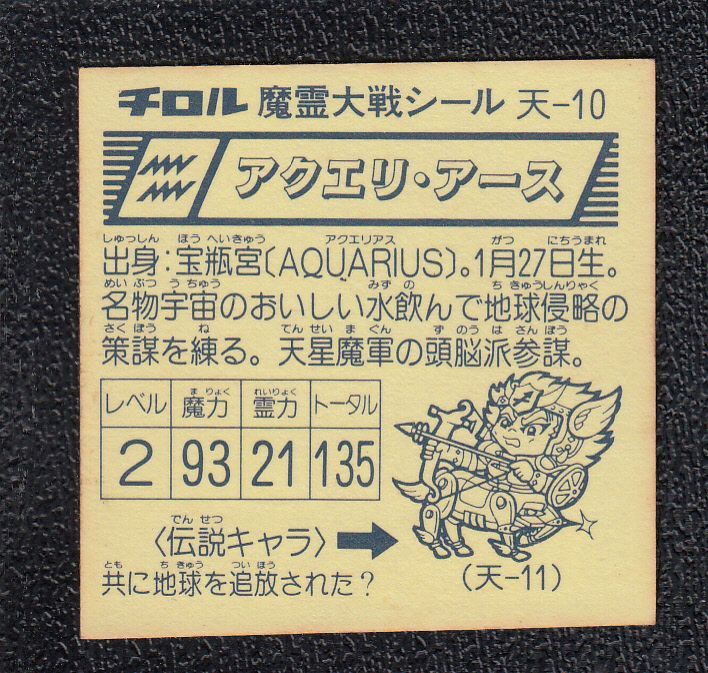 チロル 魔霊大戦シール 天-10
アクエリ・アース
しゅっしん ほうへいきゅう アクエリアス がつ にちうまれ
出身：宝瓶宮（AQUARIUS）。1月27日生。
めいぶつうちゅう みずの ちきゅうしんりゃく
名物宇宙のおいしい水飲んで地球侵略の
さくぼう ね てんせいまぐん ずのうはさんぼう
策謀を練る。天星魔軍の頭脳派参謀。
まりょく れいりょく
レベル 魔力 霊力 トータル
2 93 21 135
でんせつ
〈伝説キャラ〉
とも ちきゅう ついほう
共に地球を追放された？
（天-11）